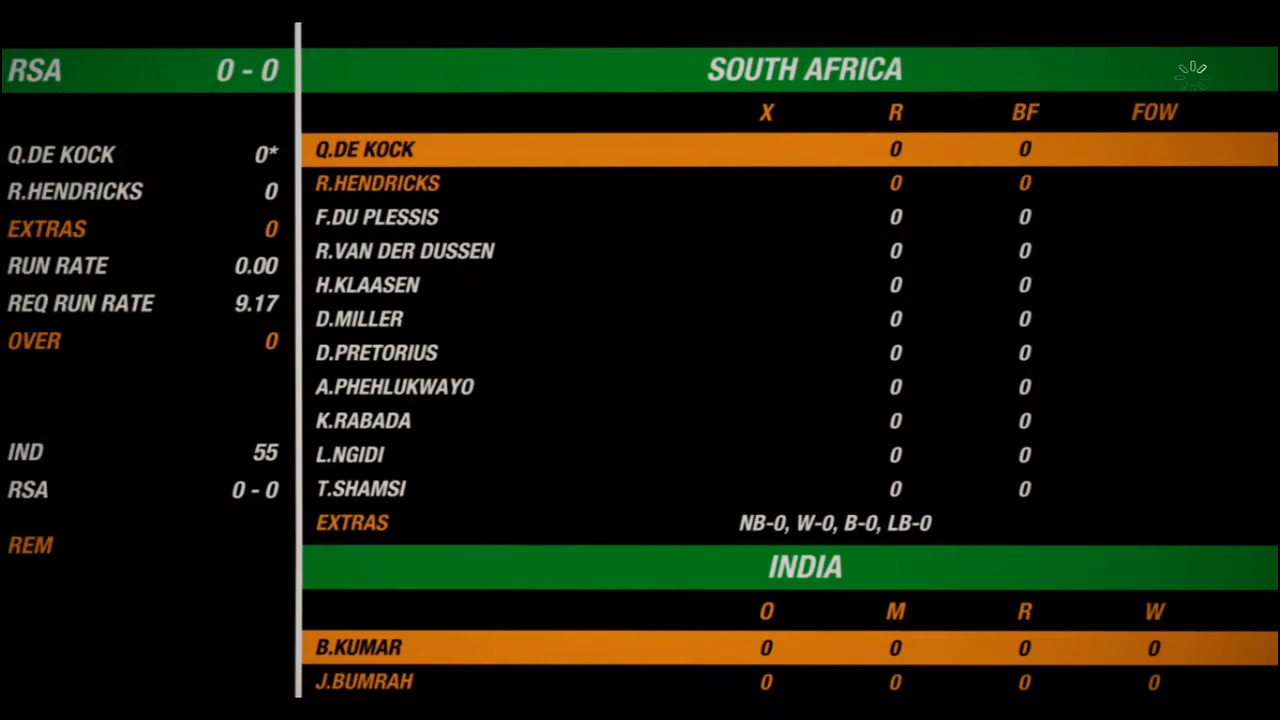 RSA 0 - 0
Q.DE KOCK 0*
R.HENDRICKS 0
EXTRAS 0
RUN RATE 0.00
REQ RUN RATE 9.17
OVER 0
IND 55
RSA 0 - 0
REM
SOUTH AFRICA
X R BF FOW
Q.DE KOCK 0 0
R.HENDRICKS 0 0
F.DU PLESSIS 0 0
R.VAN DER DUSSEN 0 0
H.KLAASEN 0 0
D.MILLER 0 0
D.PRETORIUS 0 0
A.PHEHLUKWAYO 0 0
K.RABADA 0 0
L.NGIDI 0 0
T.SHAMSI 0 0
EXTRAS NB-0, W-0, B-0, LB-0
INDIA
O M R W
B.KUMAR 0 0 0 0
J.BUMRAH 0 0 0 0